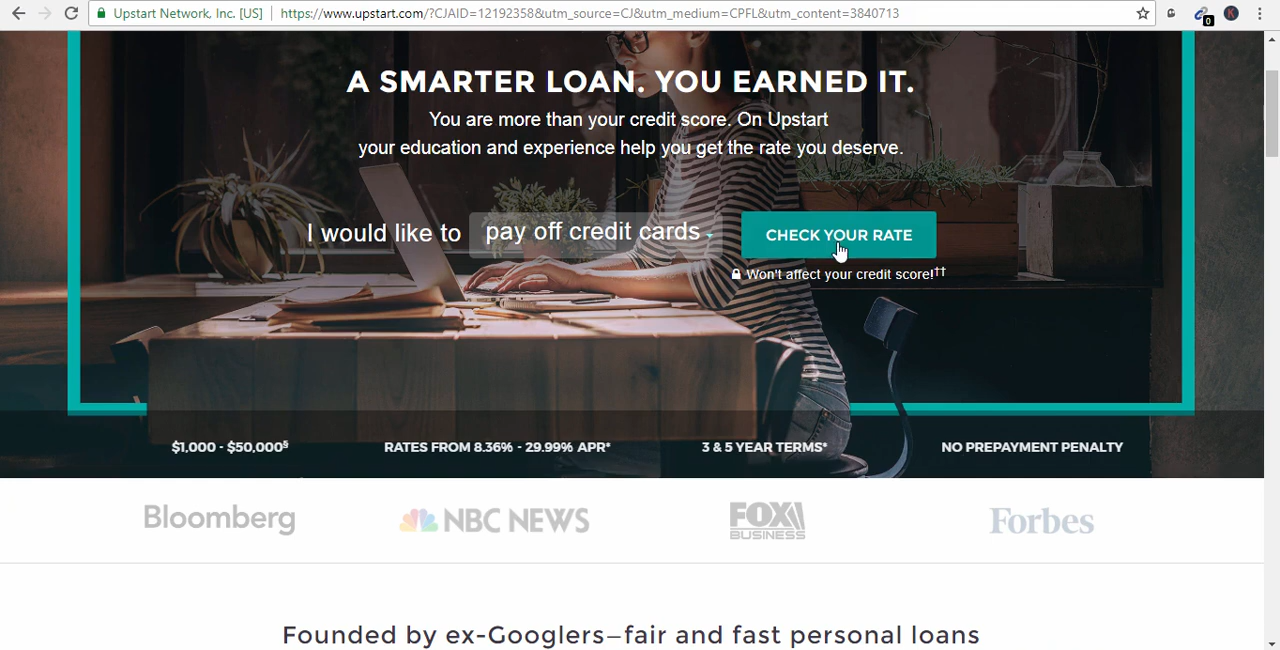 Upstart Network, Inc. [US] https://www.upstart.com/?CJAID=12192358&utm_source=CJ&utm_medium=CPFL&utm_content=3840713
0
K
A SMARTER LOAN. YOU EARNED IT.
You are more than your credit score. On Upstart
your education and experience help you get the rate you deserve.
I would like to pay off credit cards
CHECK YOUR RATE
Won't affect your credit score!††
$1,000 - $50,000§ RATES FROM 8.36% - 29.99% APR* 3 & 5 YEAR TERMS* NO PREPAYMENT PENALTY
Bloomberg NBC NEWS FOX BUSINESS Forbes
Founded by ex-Googlers—fair and fast personal loans